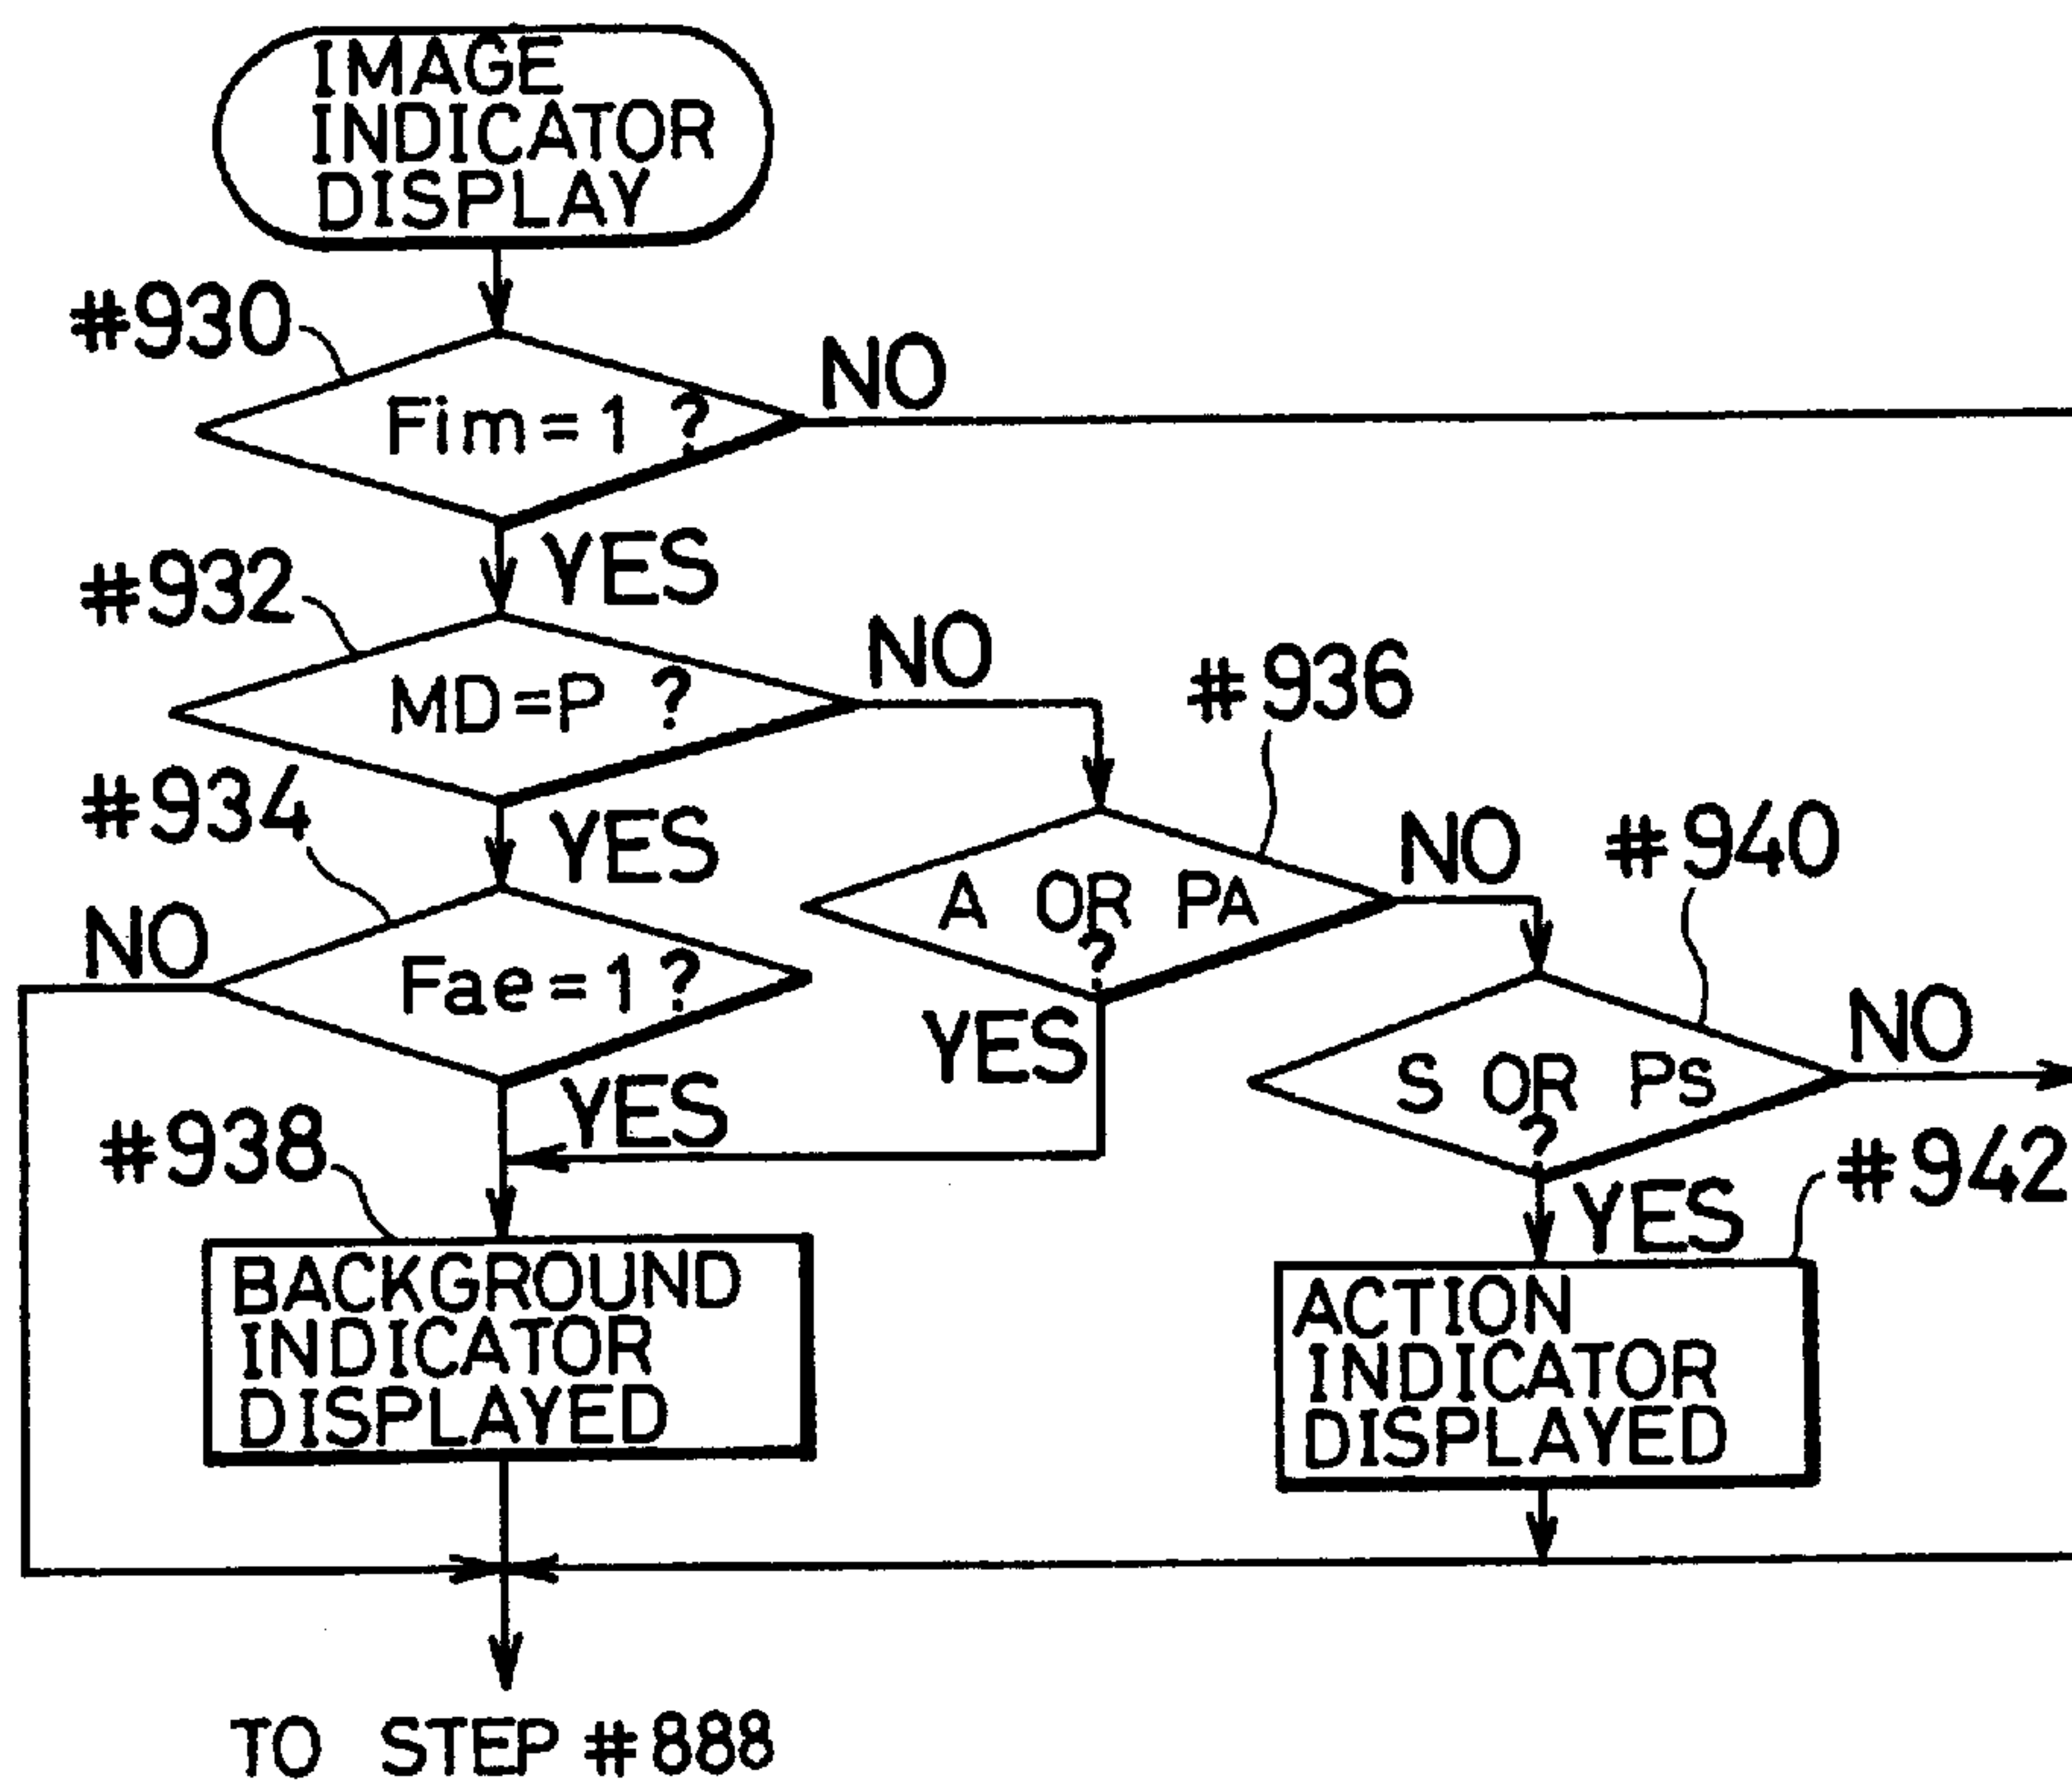 IMAGE
INDICATOR
DISPLAY
#930
Fim=1 ?
NO
YES
#932
MD=P ?
NO
YES
#936
A OR PA
?
NO
YES
#934
Fae=1?
NO
YES
#940
S OR PS
?
NO
YES
#938
BACKGROUND
INDICATOR
DISPLAYED
#942
ACTION
INDICATOR
DISPLAYED
TO STEP #888